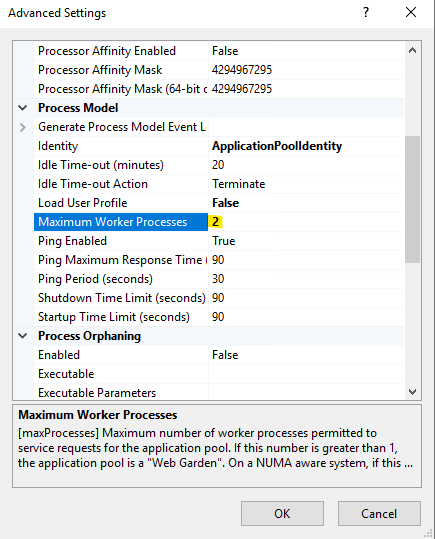 Advanced Settings
Processor Affinity Enabled False
Processor Affinity Mask 4294967295
Processor Affinity Mask (64-bit c 4294967295
Process Model
Generate Process Model Event L
Identity ApplicationPoolIdentity
Idle Time-out (minutes) 20
Idle Time-out Action Terminate
Load User Profile False
Maximum Worker Processes 2
Ping Enabled True
Ping Maximum Response Time ( 90
Ping Period (seconds) 30
Shutdown Time Limit (seconds) 90
Startup Time Limit (seconds) 90
Process Orphaning
Enabled False
Executable
Executable Parameters
Maximum Worker Processes
[maxProcesses] Maximum number of worker processes permitted to
service requests for the application pool. If this number is greater than 1,
the application pool is a "Web Garden". On a NUMA aware system, if this ...
OK Cancel